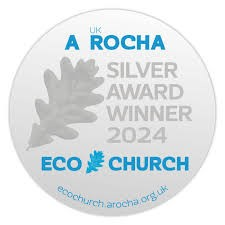 UK
A ROCHA
SILVER
AWARD
WINNER
2024
ECO CHURCH
ecochurch.arocha.org.uk